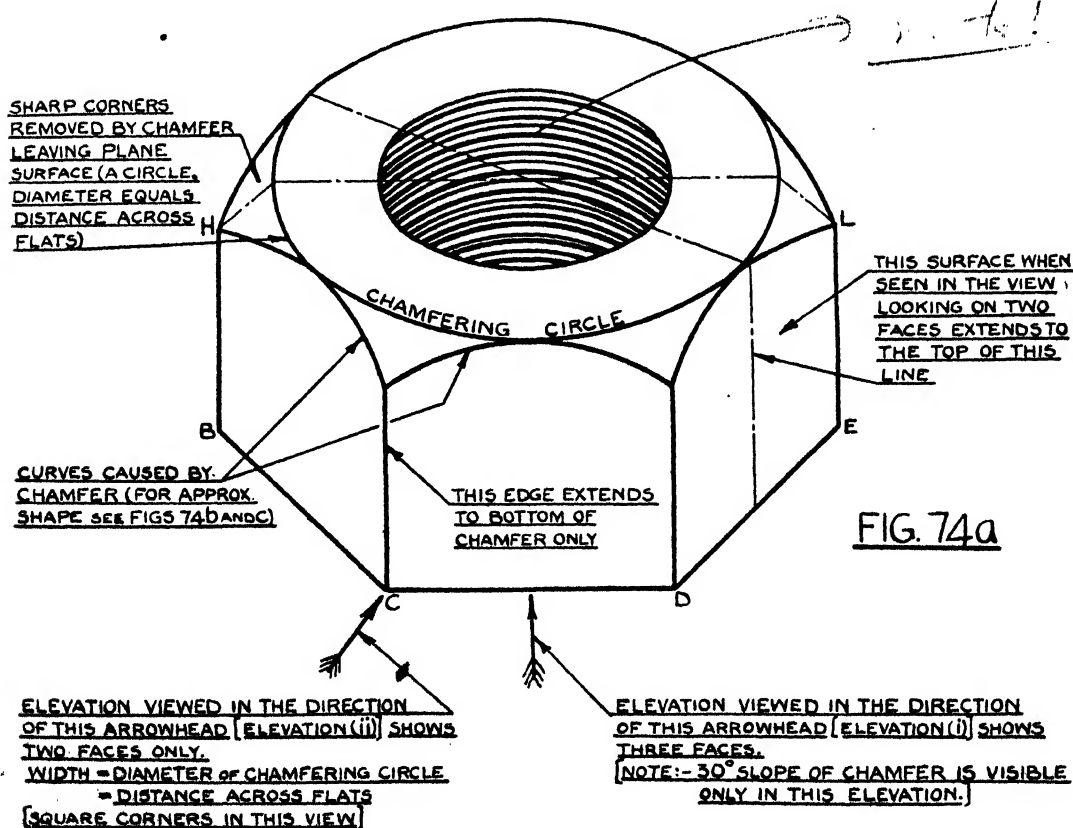 SHARP CORNERS
REMOVED BY CHAMFER
LEAVING PLANE
SURFACE (A CIRCLE,
DIAMETER EQUALS
DISTANCE ACROSS
FLATS)
H
L
THIS SURFACE WHEN
SEEN IN THE VIEW
LOOKING ON TWO
FACES EXTENDS TO
THE TOP OF THIS
LINE
CHAMFERING CIRCLE
B
E
CURVES CAUSED BY
CHAMFER (FOR APPROX.
SHAPE SEE FIGS 74b AND C)
THIS EDGE EXTENDS
TO BOTTOM OF
CHAMFER ONLY
FIG. 74a
C
D
ELEVATION VIEWED IN THE DIRECTION
OF THIS ARROWHEAD [ELEVATION (ii)] SHOWS
TWO FACES ONLY.
WIDTH = DIAMETER OF CHAMFERING CIRCLE
= DISTANCE ACROSS FLATS
[SQUARE CORNERS IN THIS VIEW]
ELEVATION VIEWED IN THE DIRECTION
OF THIS ARROWHEAD [ELEVATION (i)] SHOWS
THREE FACES.
[NOTE:- 30° SLOPE OF CHAMFER IS VISIBLE
ONLY IN THIS ELEVATION.]